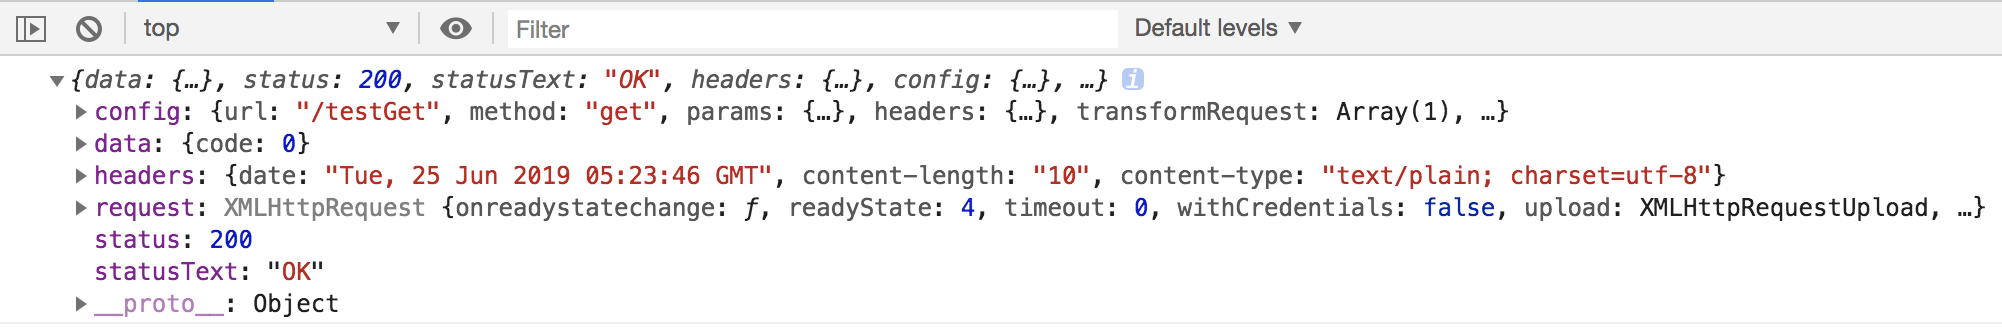 top ▼ Filter Default levels ▼
▼{data: {…}, status: 200, statusText: "OK", headers: {…}, config: {…}, …} i
▶config: {url: "/testGet", method: "get", params: {…}, headers: {…}, transformRequest: Array(1), …}
▶data: {code: 0}
▶headers: {date: "Tue, 25 Jun 2019 05:23:46 GMT", content-length: "10", content-type: "text/plain; charset=utf-8"}
▶request: XMLHttpRequest {onreadystatechange: ƒ, readyState: 4, timeout: 0, withCredentials: false, upload: XMLHttpRequestUpload, …}
status: 200
statusText: "OK"
▶__proto__: Object